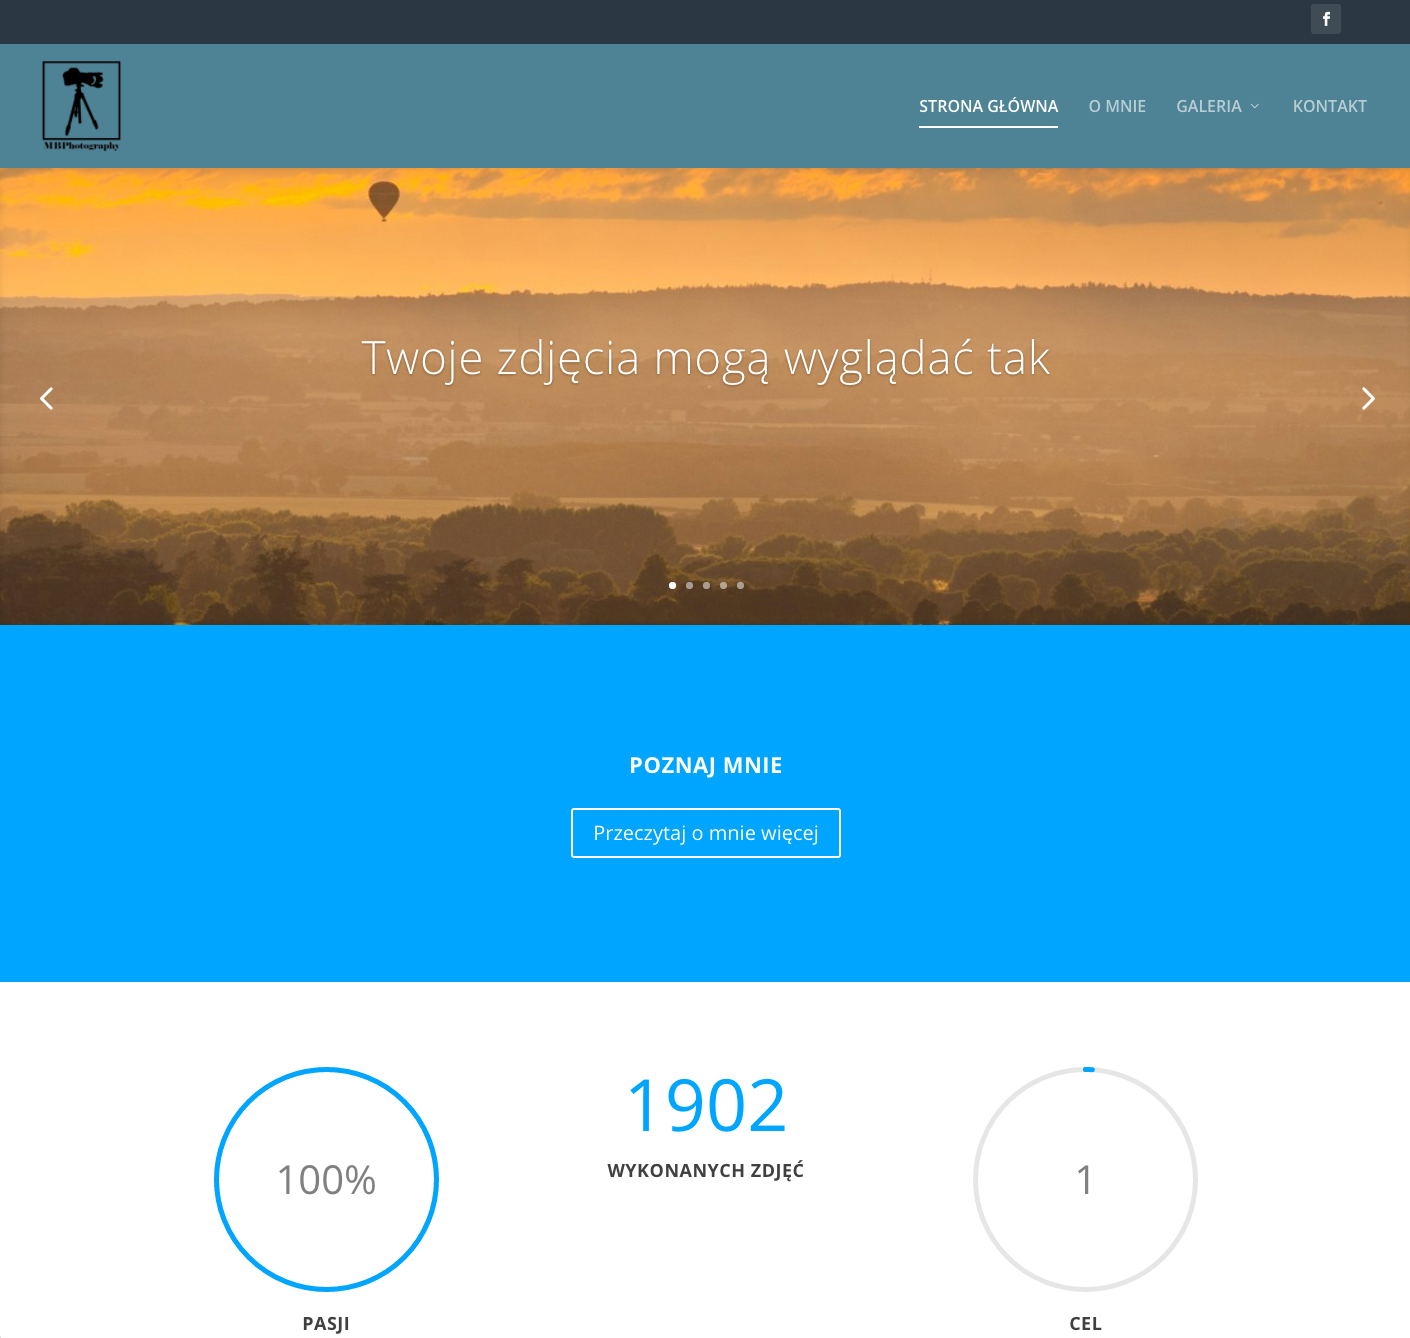 MBPhotography
STRONA GŁÓWNA
O MNIE
GALERIA
KONTAKT
Twoje zdjęcia mogą wyglądać tak
POZNAJ MNIE
Przeczytaj o mnie więcej
100%
PASJI
1902
WYKONANYCH ZDJĘĆ
1
CEL